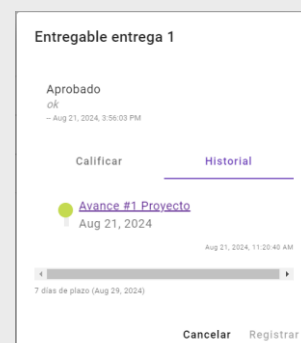 Entregable entrega 1
Aprobado
ok
-- Aug 21, 2024, 3:56:03 PM
Calificar Historial
Avance #1 Proyecto
Aug 21, 2024
Aug 21, 2024, 11:20:40 AM
7 días de plazo (Aug 29, 2024)
Cancelar Registrar